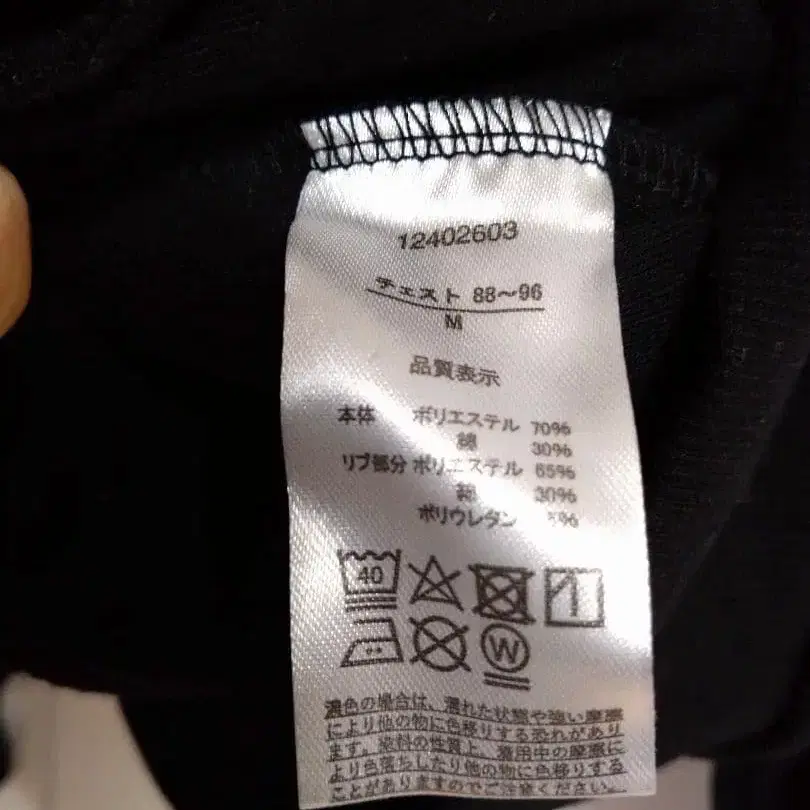 12402603
チェスト 88～96
M
品質表示
本体 ポリエステル 70%
綿 30%
リブ部分 ポリエステル 65%
綿 30%
ポリウレタン 5%
40
W
濃色の場合は、濡れた状態や強い摩擦
により他の物に色移りする恐れがあり
ます。染料の性質上、着用中の摩擦に
より色落ちしたり他の物に色移りする
ことがありますのでご注意ください。